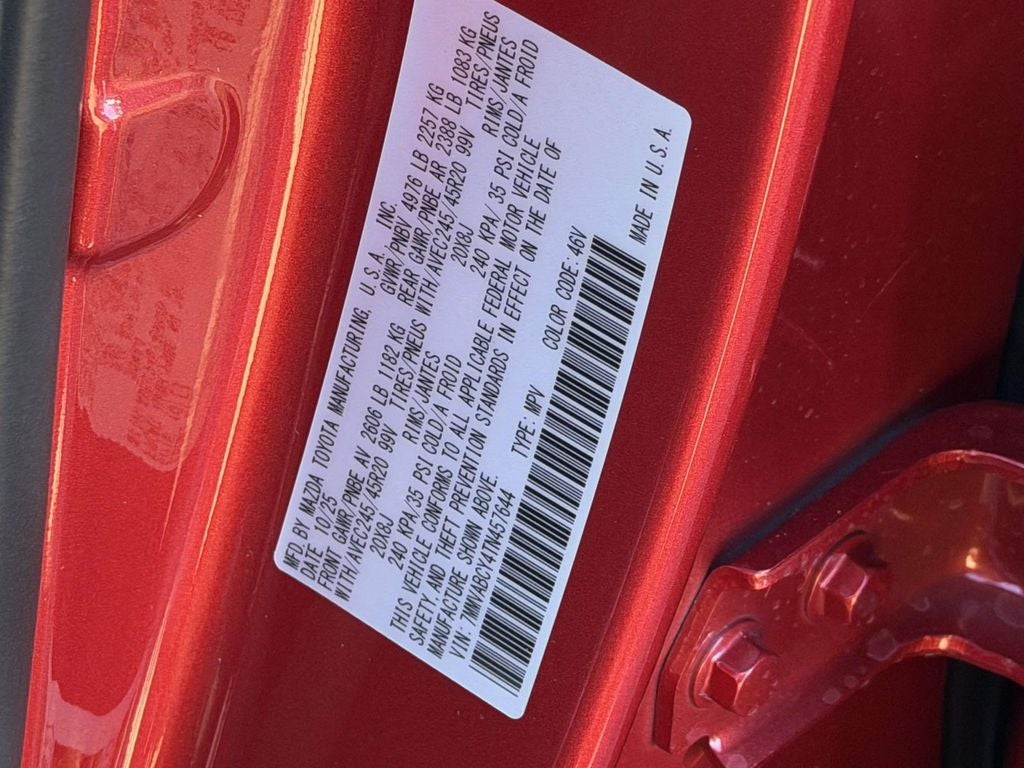 MFD. BY MAZDA TOYOTA MANUFACTURING, U.S.A., INC.
DATE 10/25 GVWR/PNBV 4976 LB 2257 KG
FRONT GAWR/PNBE AV 2606 LB 1182 KG REAR GAWR/PNBE AR 2388 LB 1083 KG
WITH/AVEC245/45R20 99V TIRES/PNEUS WITH/AVEC245/45R20 99V TIRES/PNEUS
20X8J RIMS/JANTES 20X8J RIMS/JANTES
240 KPA/35 PSI COLD/A FROID 240 KPA/35 PSI COLD/A FROID
THIS VEHICLE CONFORMS TO ALL APPLICABLE FEDERAL MOTOR VEHICLE
SAFETY, AND THEFT PREVENTION STANDARDS IN EFFECT ON THE DATE OF
MANUFACTURE SHOWN ABOVE.
VIN: 7MMVABCY4TN457644 TYPE: MPV COLOR CODE: 46V
MADE IN U.S.A.